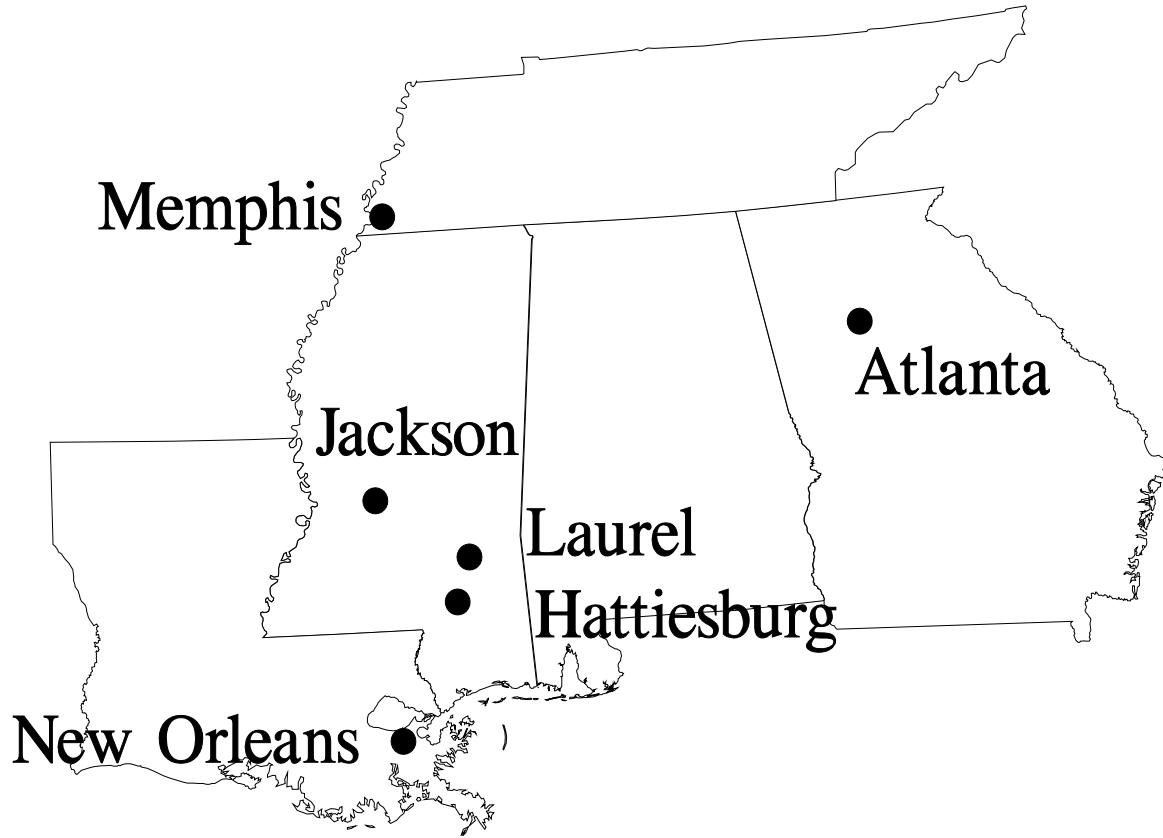 Memphis
Atlanta
Jackson
Laurel
Hattiesburg
New Orleans